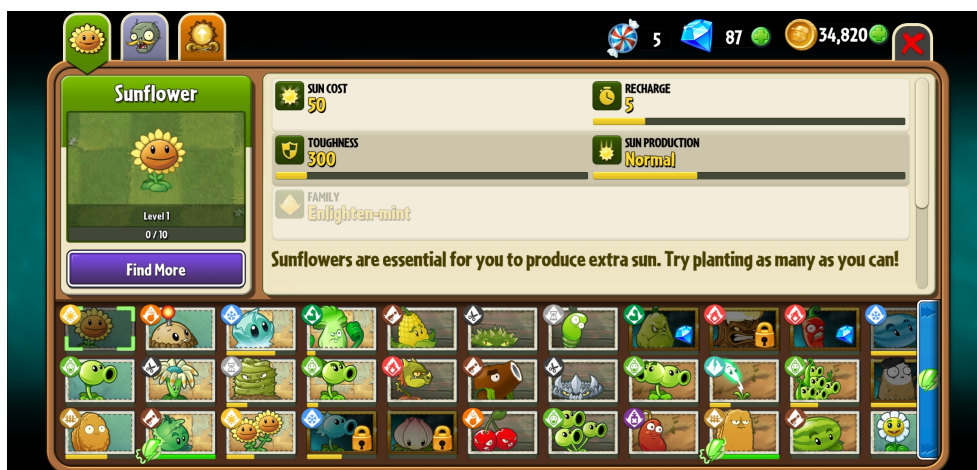 5
87
34,820
Sunflower
SUN COST
50
RECHARGE
5
TOUGHNESS
300
SUN PRODUCTION
Normal
FAMILY
Enlighten-mint
Level 1
0 / 10
Find More
Sunflowers are essential for you to produce extra sun. Try planting as many as you can!